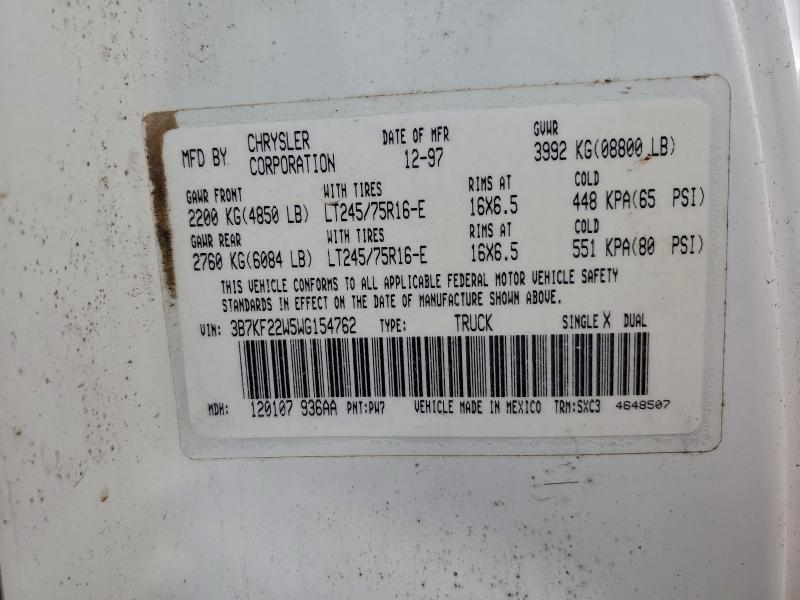 MFD BY CHRYSLER CORPORATION DATE OF MFR 12-97 GVWR 3992 KG(08800 LB)
GAWR FRONT WITH TIRES RIMS AT COLD
2200 KG(4850 LB) LT245/75R16-E 16X6.5 448 KPA(65 PSI)
GAWR REAR WITH TIRES RIMS AT COLD
2760 KG(6084 LB) LT245/75R16-E 16X6.5 551 KPA(80 PSI)
THIS VEHICLE CONFORMS TO ALL APPLICABLE FEDERAL MOTOR VEHICLE SAFETY
STANDARDS IN EFFECT ON THE DATE OF MANUFACTURE SHOWN ABOVE.
VIN: 3B7KF22W5WG154762 TYPE: TRUCK SINGLE X DUAL
MDH: 120107 936AA PNT:PW7 VEHICLE MADE IN MEXICO TRM:SXC3 4648507